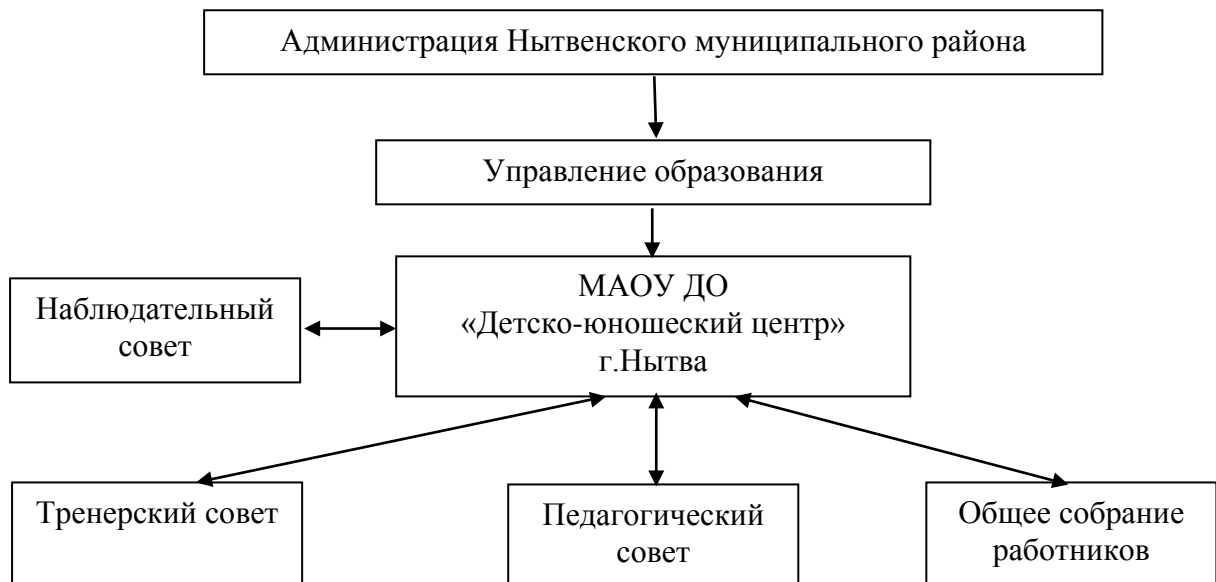 Администрация Нытвенского муниципального района
Управление образования
МАОУ ДО
«Детско-юношеский центр»
г.Нытва
Наблюдательный
совет
Тренерский совет
Педагогический
совет
Общее собрание
работников